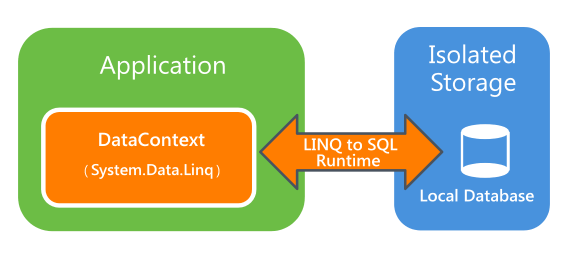 Application
DataContext
(System.Data.Linq)
LINQ to SQL
Runtime
Isolated
Storage
Local Database